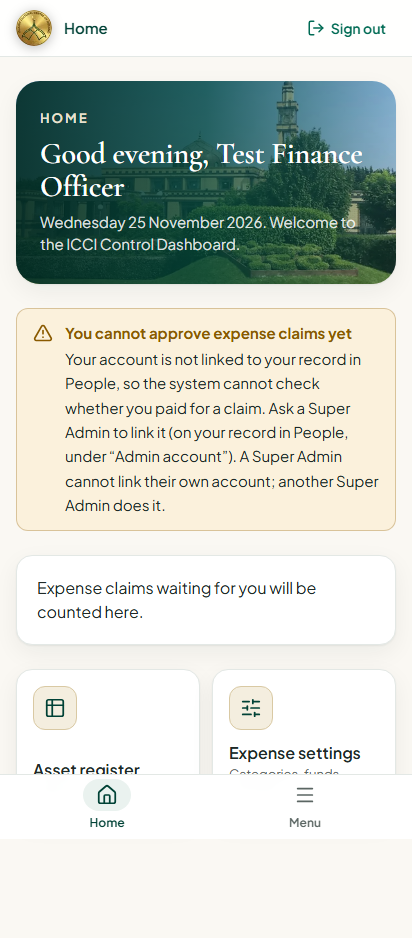 Home
Sign out
HOME
Good evening, Test Finance
Officer
Wednesday 25 November 2026. Welcome to
the ICCI Control Dashboard.
You cannot approve expense claims yet
Your account is not linked to your record in
People, so the system cannot check
whether you paid for a claim. Ask a Super
Admin to link it (on your record in People,
under “Admin account”). A Super Admin
cannot link their own account; another Super
Admin does it.
Expense claims waiting for you will be
counted here.
Asset register
Expense settings
Categories, funds
Home
Menu